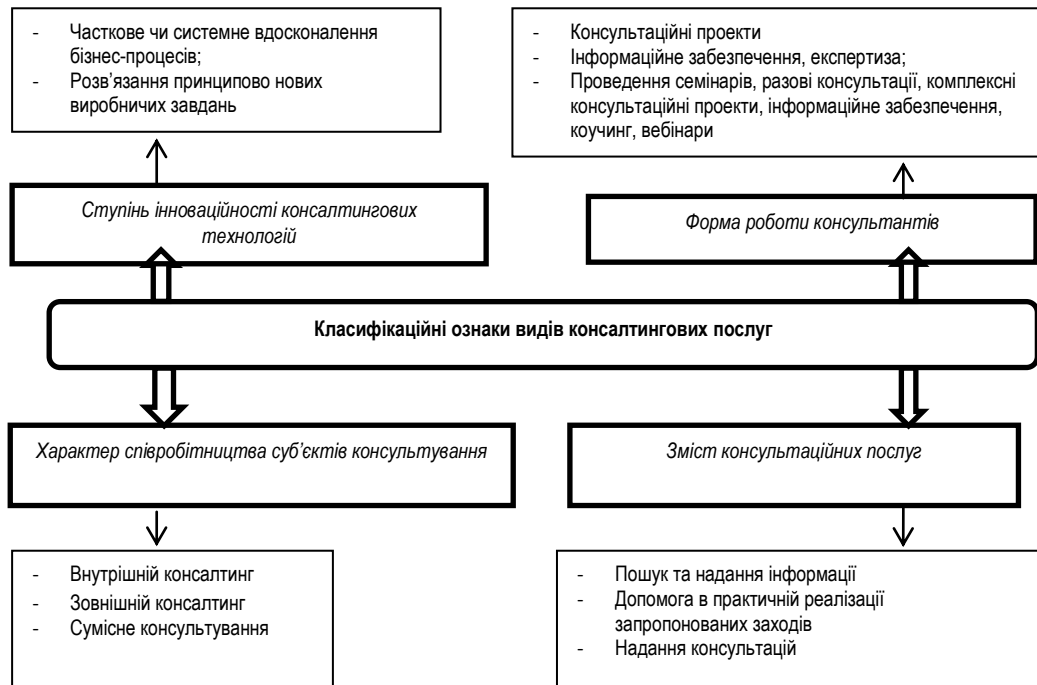 - Часткове чи системне вдосконалення
бізнес-процесів;
- Розв’язання принципово нових
виробничих завдань
- Консультаційні проекти
- Інформаційне забезпечення, експертиза;
- Проведення семінарів, разові консультації, комплексні
консультаційні проекти, інформаційне забезпечення,
коучинг, вебінари
Ступінь інноваційності консалтингових
технологій
Форма роботи консультантів
Класифікаційні ознаки видів консалтингових послуг
Характер співробітництва суб’єктів консультування
Зміст консультаційних послуг
- Внутрішній консалтинг
- Зовнішній консалтинг
- Сумісне консультування
- Пошук та надання інформації
- Допомога в практичній реалізації
запропонованих заходів
- Надання консультацій